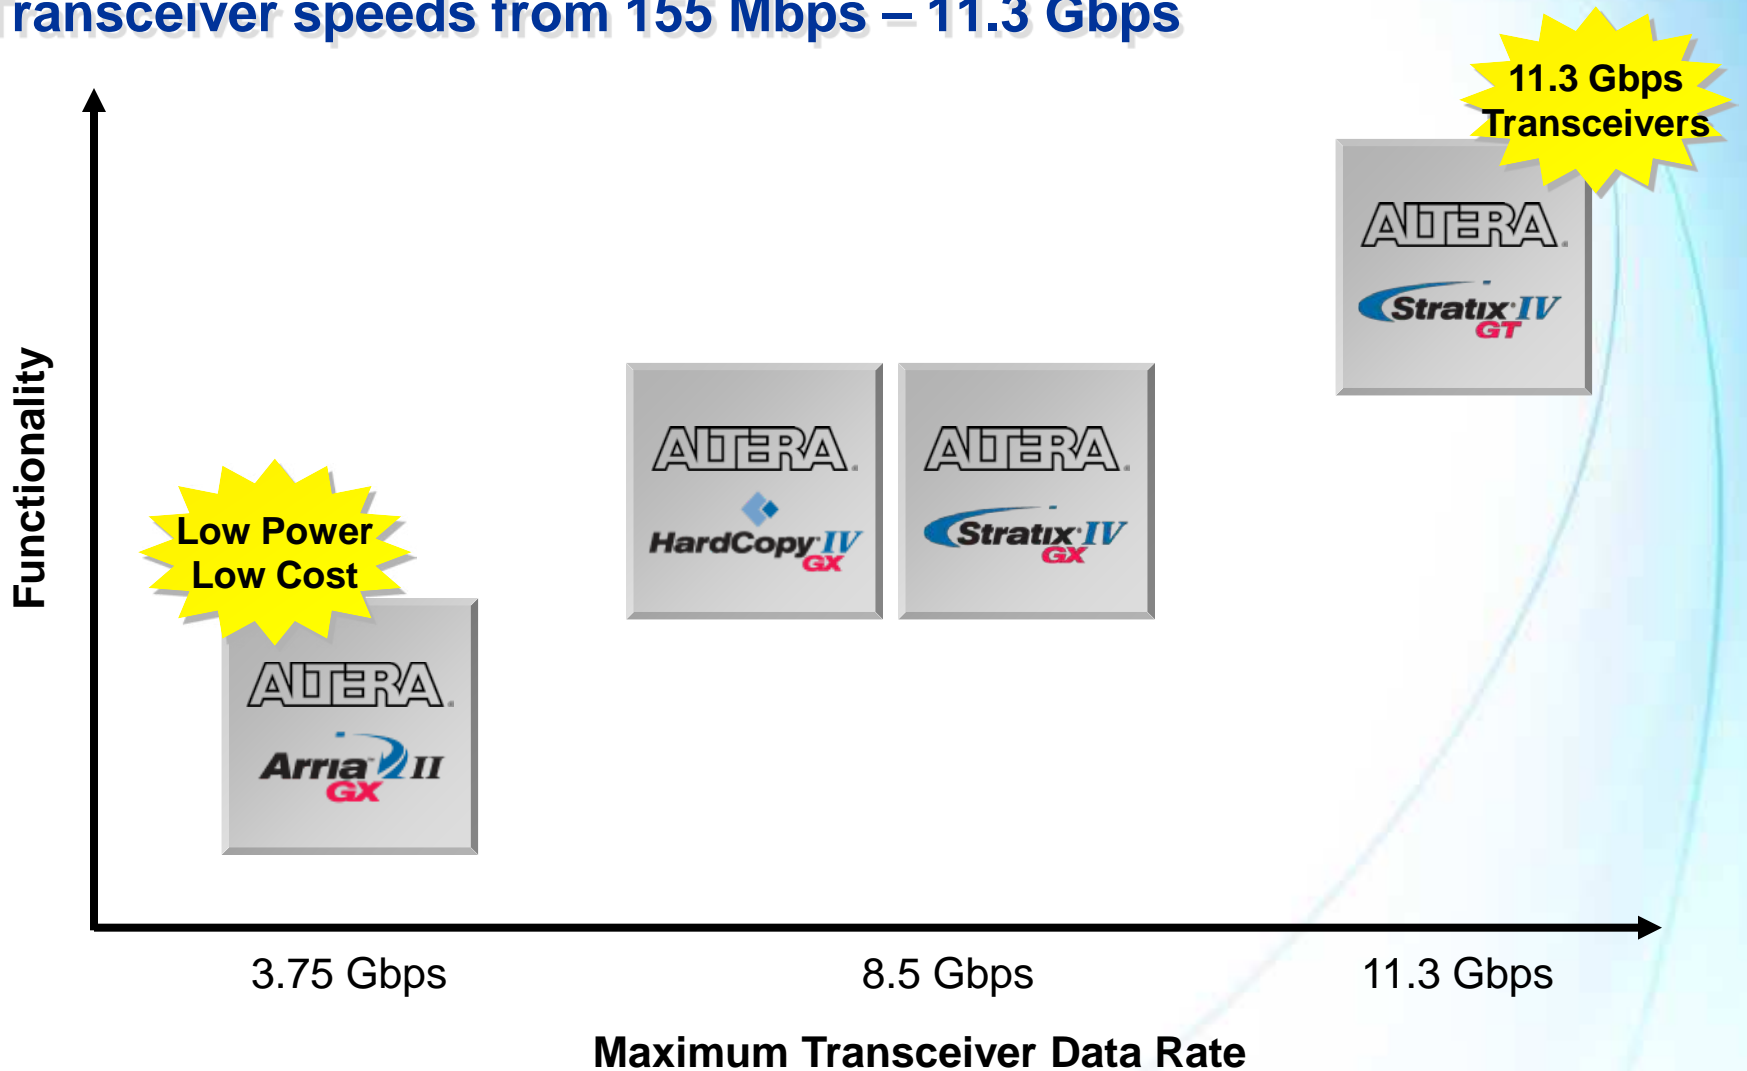 Transceiver speeds from 155 Mbps – 11.3 Gbps
11.3 Gbps
Transceivers
ALTERA®
Stratix IV
GT
ALTERA®
HardCopy IV
GX
ALTERA®
Stratix IV
GX
Low Power
Low Cost
ALTERA®
Arria II
GX
Functionality
3.75 Gbps
8.5 Gbps
11.3 Gbps
Maximum Transceiver Data Rate